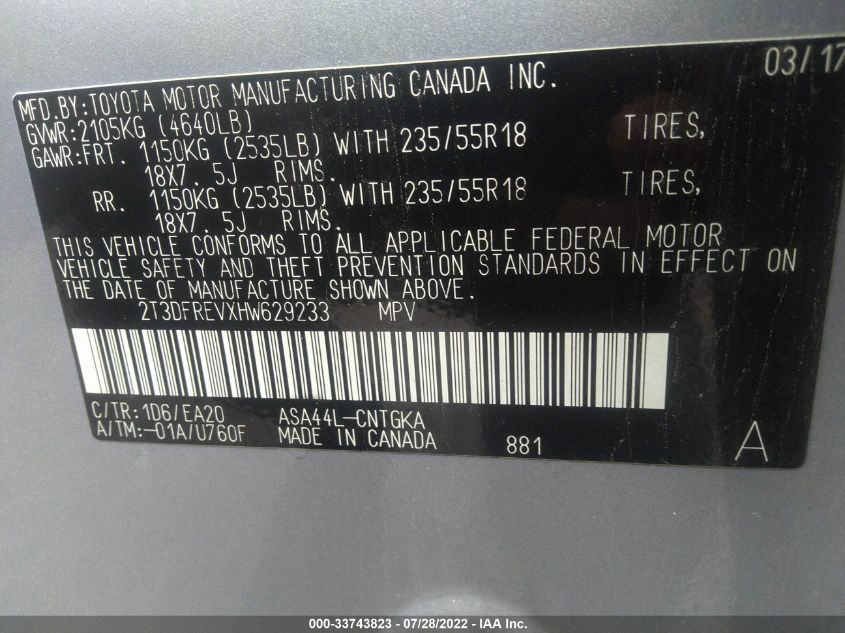 03/17
MFD.BY:TOYOTA MOTOR MANUFACTURING CANADA INC.
GVWR:2105KG (4640LB)
GAWR:FRT. 1150KG (2535LB) WITH 235/55R18 TIRES,
18X7 . 5J RIMS.
RR. 1150KG (2535LB) WITH 235/55R18 TIRES,
18X7 . 5J RIMS.
THIS VEHICLE CONFORMS TO ALL APPLICABLE FEDERAL MOTOR
VEHICLE SAFETY AND THEFT PREVENTION STANDARDS IN EFFECT ON
THE DATE OF MANUFACTURE SHOWN ABOVE.
2T3DFREVXHW629233 MPV
C/TR:1D6/EA20 ASA44L-CNTGKA
A/TM:-01A/U760F MADE IN CANADA 881 A
000-33743823 - 07/28/2022 - IAA Inc.